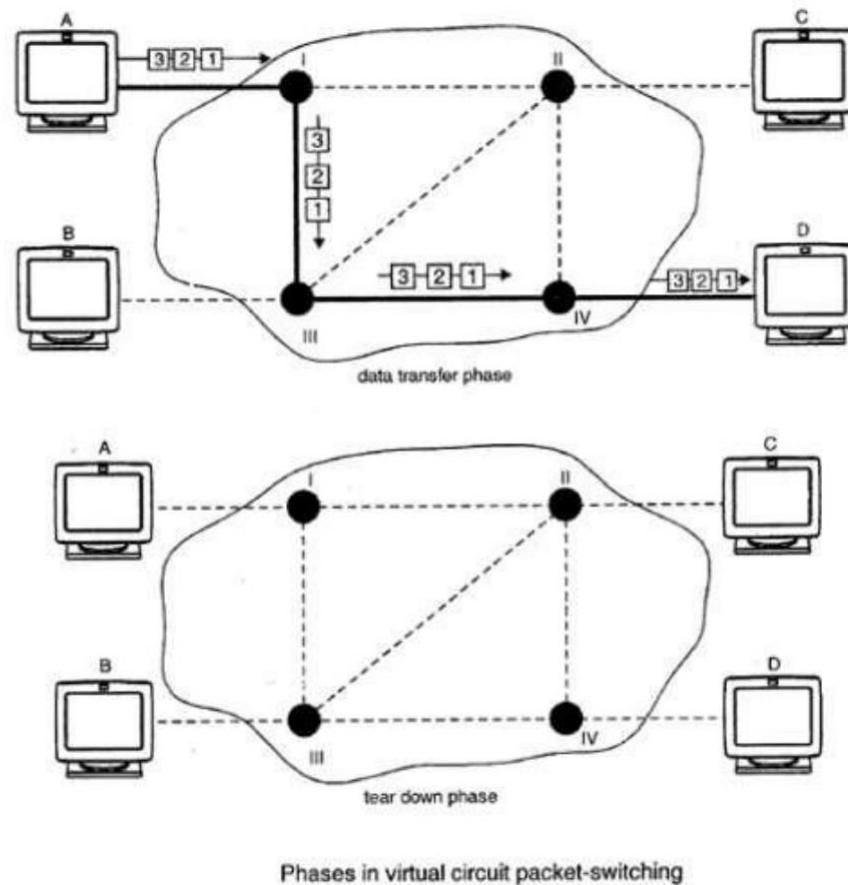 A
C
3 2 1
I
II
3
2
1
B
D
3 2 1
3 2 1
III
IV
data transfer phase
A
C
I
II
B
D
III
IV
tear down phase
Phases in virtual circuit packet-switching